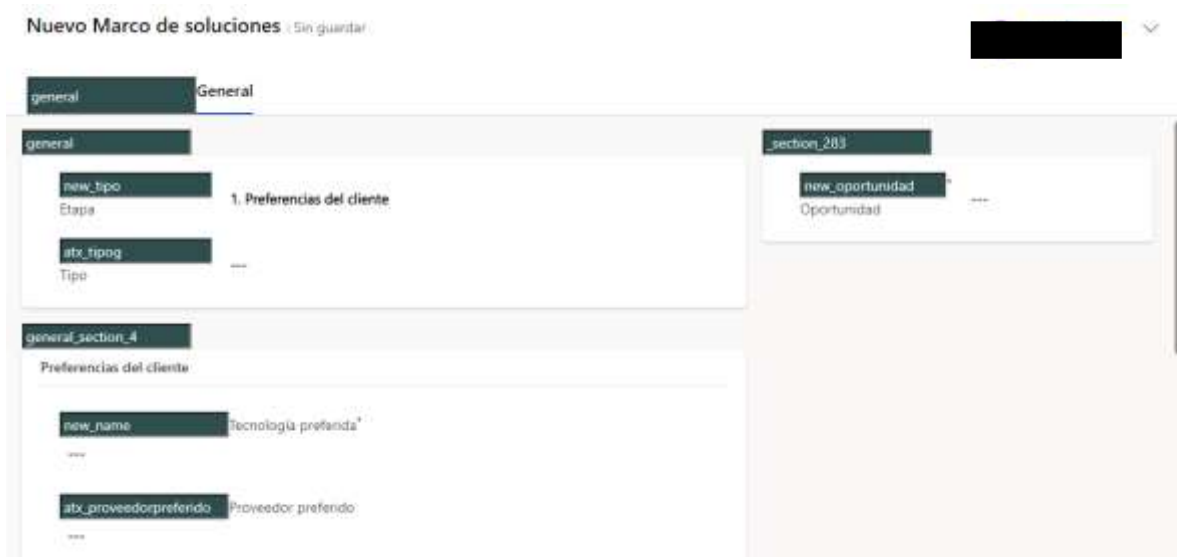 Nuevo Marco de soluciones : Sin guardar
general General
general
new_tipo
Etapa
1. Preferencias del cliente
atx_tipog
Tipo
---
_section_283
new_oportunidad *
Oportunidad
---
general_section_4
Preferencias del cliente
new_name Tecnología preferida*
---
atx_proveedorpreferido Proveedor preferido
---